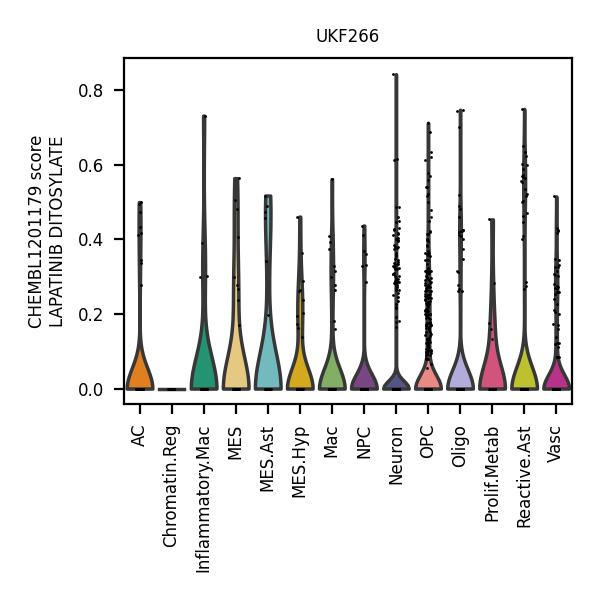 UKF266
CHEMBL1201179 score
LAPATINIB DITOSYLATE
0.8
0.6
0.4
0.2
0.0
AC
Chromatin.Reg
Inflammatory.Mac
MES
MES.Ast
MES.Hyp
Mac
NPC
Neuron
OPC
Oligo
Prolif.Metab
Reactive.Ast
Vasc